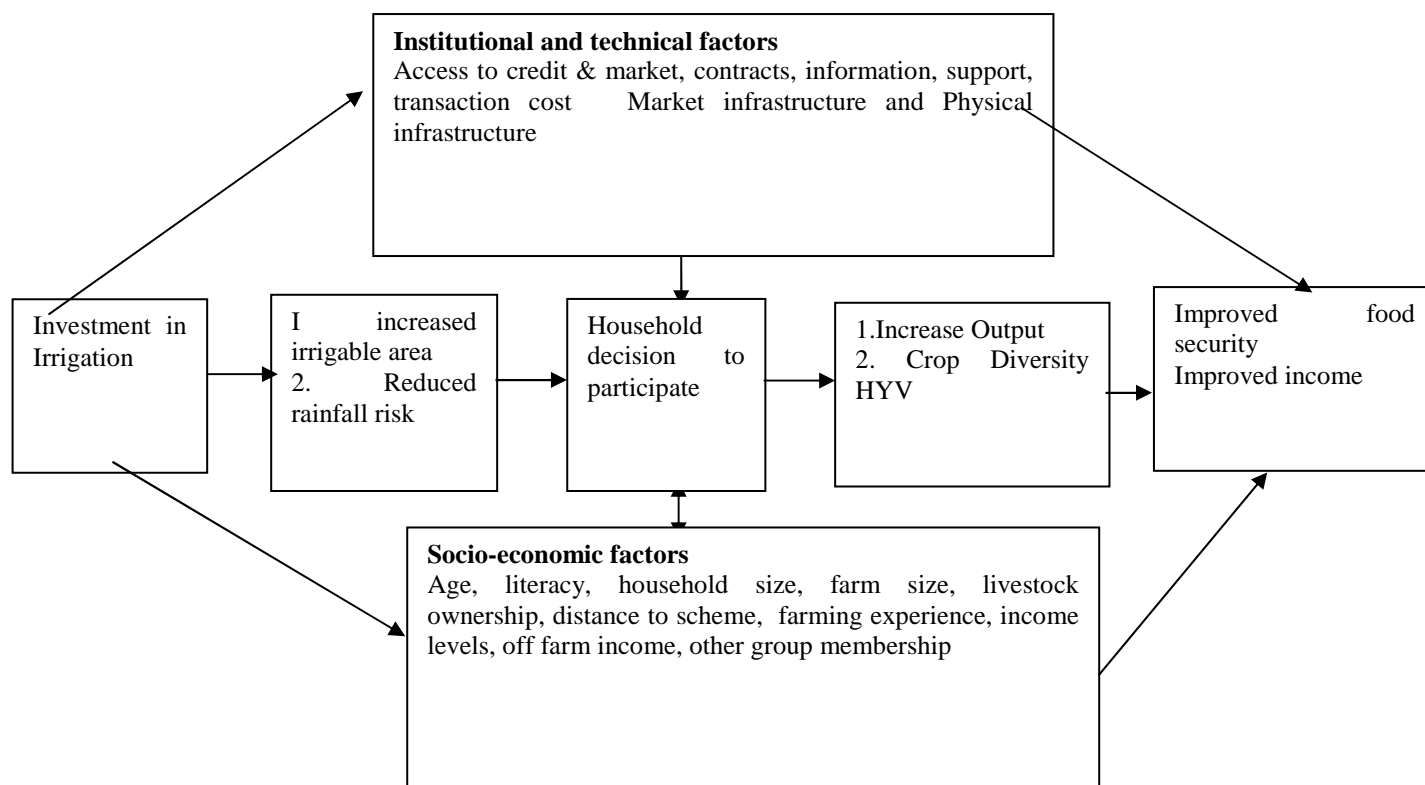 Institutional and technical factors
Access to credit & market, contracts, information, support,
transaction cost Market infrastructure and Physical
infrastructure
Investment in
Irrigation
I increased
irrigable area
2. Reduced
rainfall risk
Household
decision to
participate
1.Increase Output
2. Crop Diversity
HYV
Improved food
security
Improved income
Socio-economic factors
Age, literacy, household size, farm size, livestock
ownership, distance to scheme, farming experience, income
levels, off farm income, other group membership